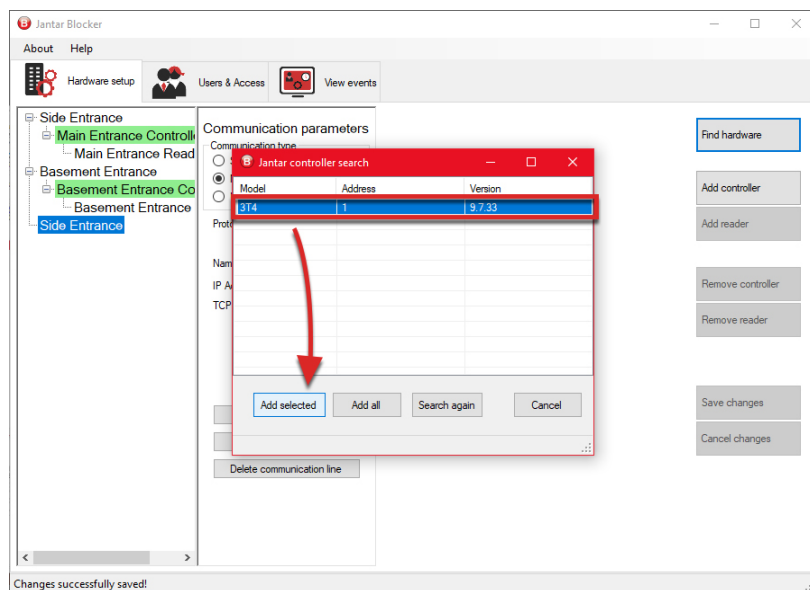 Jantar Blocker
About Help
Hardware setup
Users & Access
View events
Side Entrance
Main Entrance Controlle
Main Entrance Read
Basement Entrance
Basement Entrance Co
Basement Entrance
Side Entrance
Communication parameters
Communication type
Jantar controller search
Model Address Version
3T4 1 9.7.33
Add selected
Add all
Search again
Cancel
Delete communication line
Find hardware
Add controller
Add reader
Remove controller
Remove reader
Save changes
Cancel changes
Changes successfully saved!